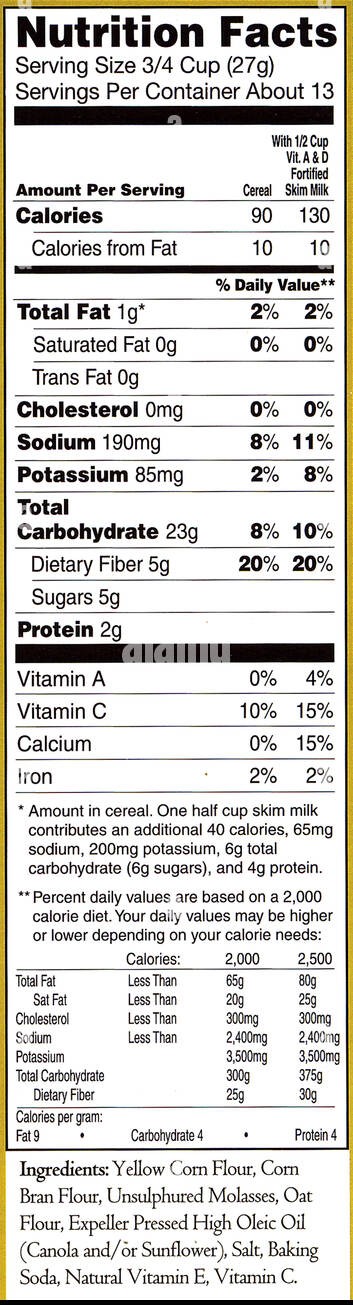 Nutrition Facts
Serving Size 3/4 Cup (27g)
Servings Per Container About 13
With 1/2 Cup
Vit. A & D
Fortified
Amount Per Serving Cereal Skim Milk
Calories 90 130
Calories from Fat 10 10
% Daily Value**
Total Fat 1g* 2% 2%
Saturated Fat 0g 0% 0%
Trans Fat 0g
Cholesterol 0mg 0% 0%
Sodium 190mg 8% 11%
Potassium 85mg 2% 8%
Total
Carbohydrate 23g 8% 10%
Dietary Fiber 5g 20% 20%
Sugars 5g
Protein 2g
alamy
Vitamin A 0% 4%
Vitamin C 10% 15%
Calcium 0% 15%
Iron 2% 2%
* Amount in cereal. One half cup skim milk
contributes an additional 40 calories, 65mg
sodium, 200mg potassium, 6g total
carbohydrate (6g sugars), and 4g protein.
** Percent daily values are based on a 2,000
calorie diet. Your daily values may be higher
or lower depending on your calorie needs:
Calories: 2,000 2,500
Total Fat Less Than 65g 80g
Sat Fat Less Than 20g 25g
Cholesterol Less Than 300mg 300mg
Sodium Less Than 2,400mg 2,400mg
Potassium 3,500mg 3,500mg
Total Carbohydrate 300g 375g
Dietary Fiber 25g 30g
Calories per gram:
Fat 9 • Carbohydrate 4 • Protein 4
Ingredients: Yellow Corn Flour, Corn
Bran Flour, Unsulphured Molasses, Oat
Flour, Expeller Pressed High Oleic Oil
(Canola and/or Sunflower), Salt, Baking
Soda, Natural Vitamin E, Vitamin C.